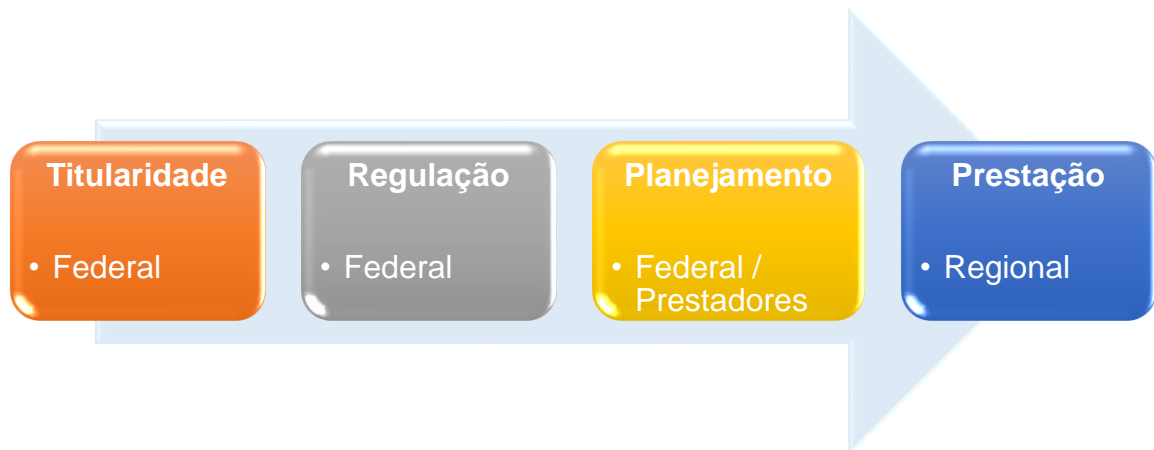 Titularidade
• Federal
Regulação
• Federal
Planejamento
• Federal /
Prestadores
Prestação
• Regional